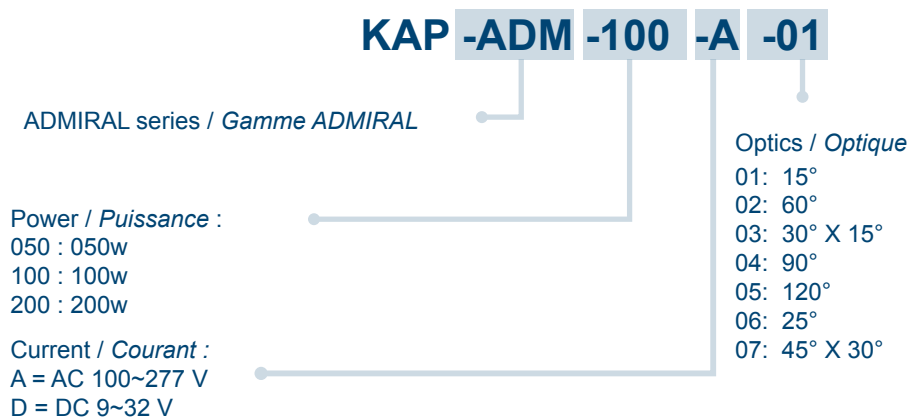 KAP -ADM -100 -A -01
ADMIRAL series / Gamme ADMIRAL
Power / Puissance :
050 : 050w
100 : 100w
200 : 200w
Current / Courant :
A = AC 100~277 V
D = DC 9~32 V
Optics / Optique
01: 15°
02: 60°
03: 30° X 15°
04: 90°
05: 120°
06: 25°
07: 45° X 30°